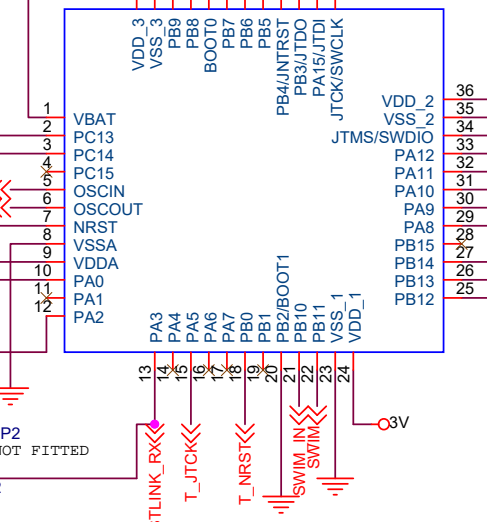 VDD_3
VSS_3
PB9
PB8
BOOT0
PB7
PB6
PB5
PB4/JNTRST
PB3/JTDO
PA15/JTDI
JTCK/SWCLK
1 VBAT
2 PC13
3 PC14
4 PC15
5 OSCIN
6 OSCOUT
7 NRST
8 VSSA
9 VDDA
10 PA0
11 PA1
12 PA2
VDD_2 36
VSS_2 35
JTMS/SWDIO 34
PA12 33
PA11 32
PA10 31
PA9 30
PA8 29
PB15 28
PB14 27
PB13 26
PB12 25
PA3
PA4
PA5
PA6
PA7
PB0
PB1
PB2/BOOT1
PB10
PB11
VSS_1
VDD_1
13
14
15
16
17
18
19
20
21
22
23
24
3V
P2
NOT FITTED
STLINK_RX
T_JTCK
T_NRST
SWIM_IN
SWIM